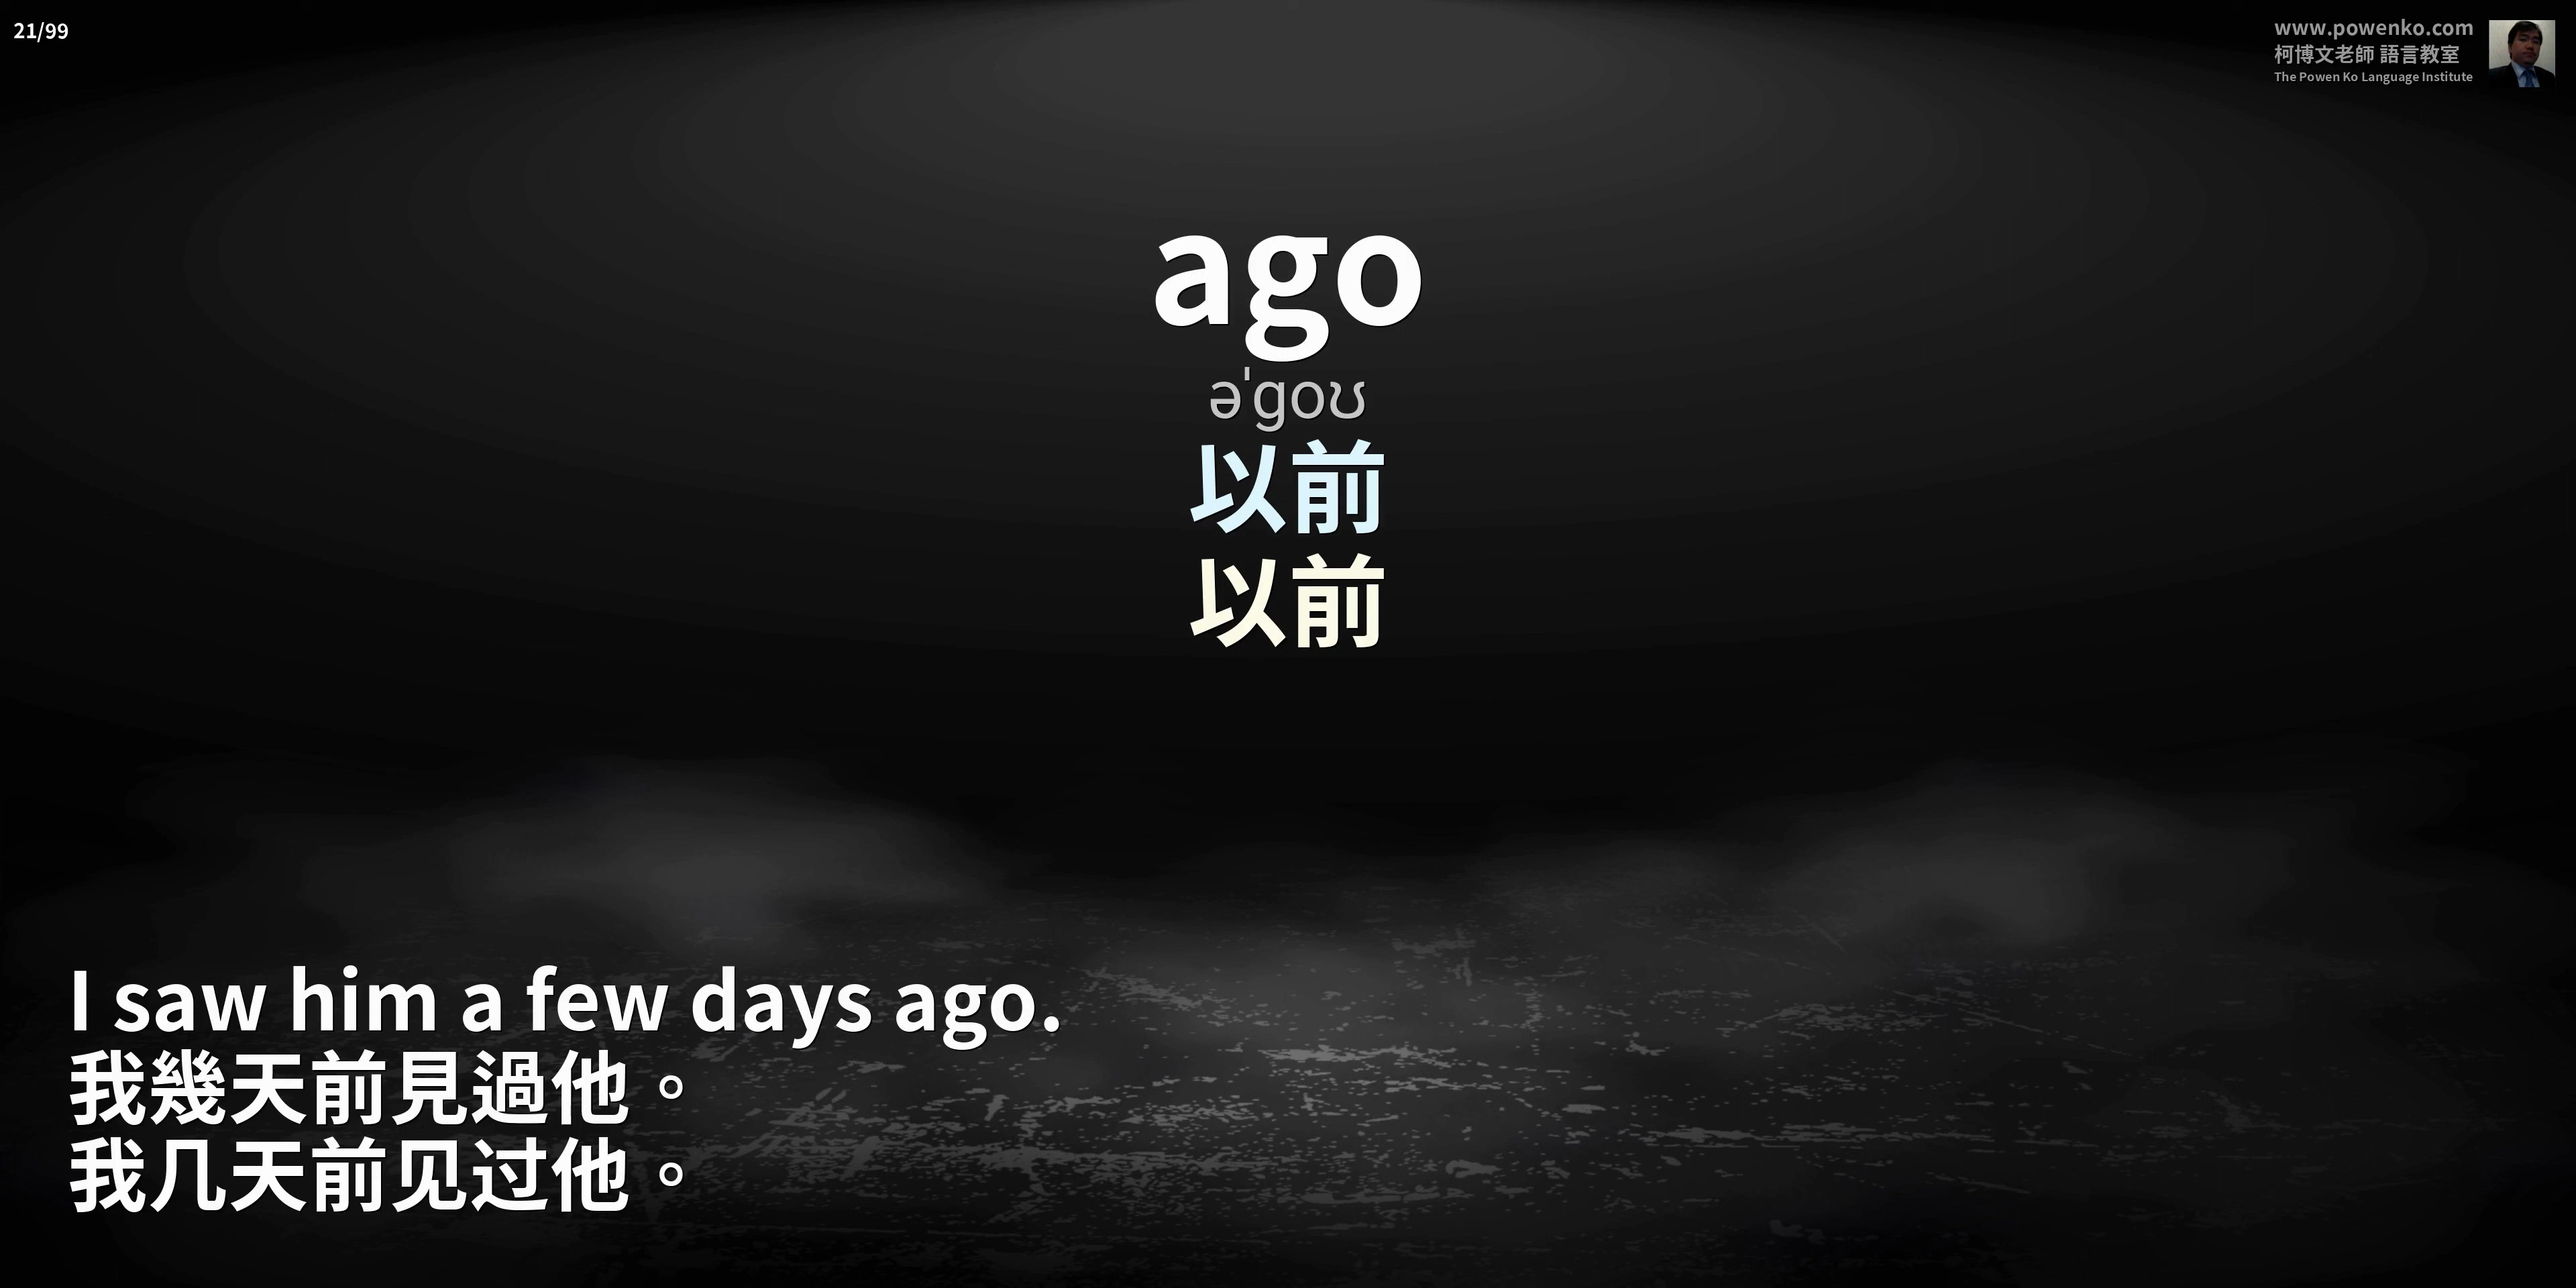 21/99
www.powenko.com
柯博文老師 語言教室
The Powen Ko Language Institute
ago
əˈɡoʊ
以前
以前
I saw him a few days ago.
我幾天前見過他。
我几天前见过他。